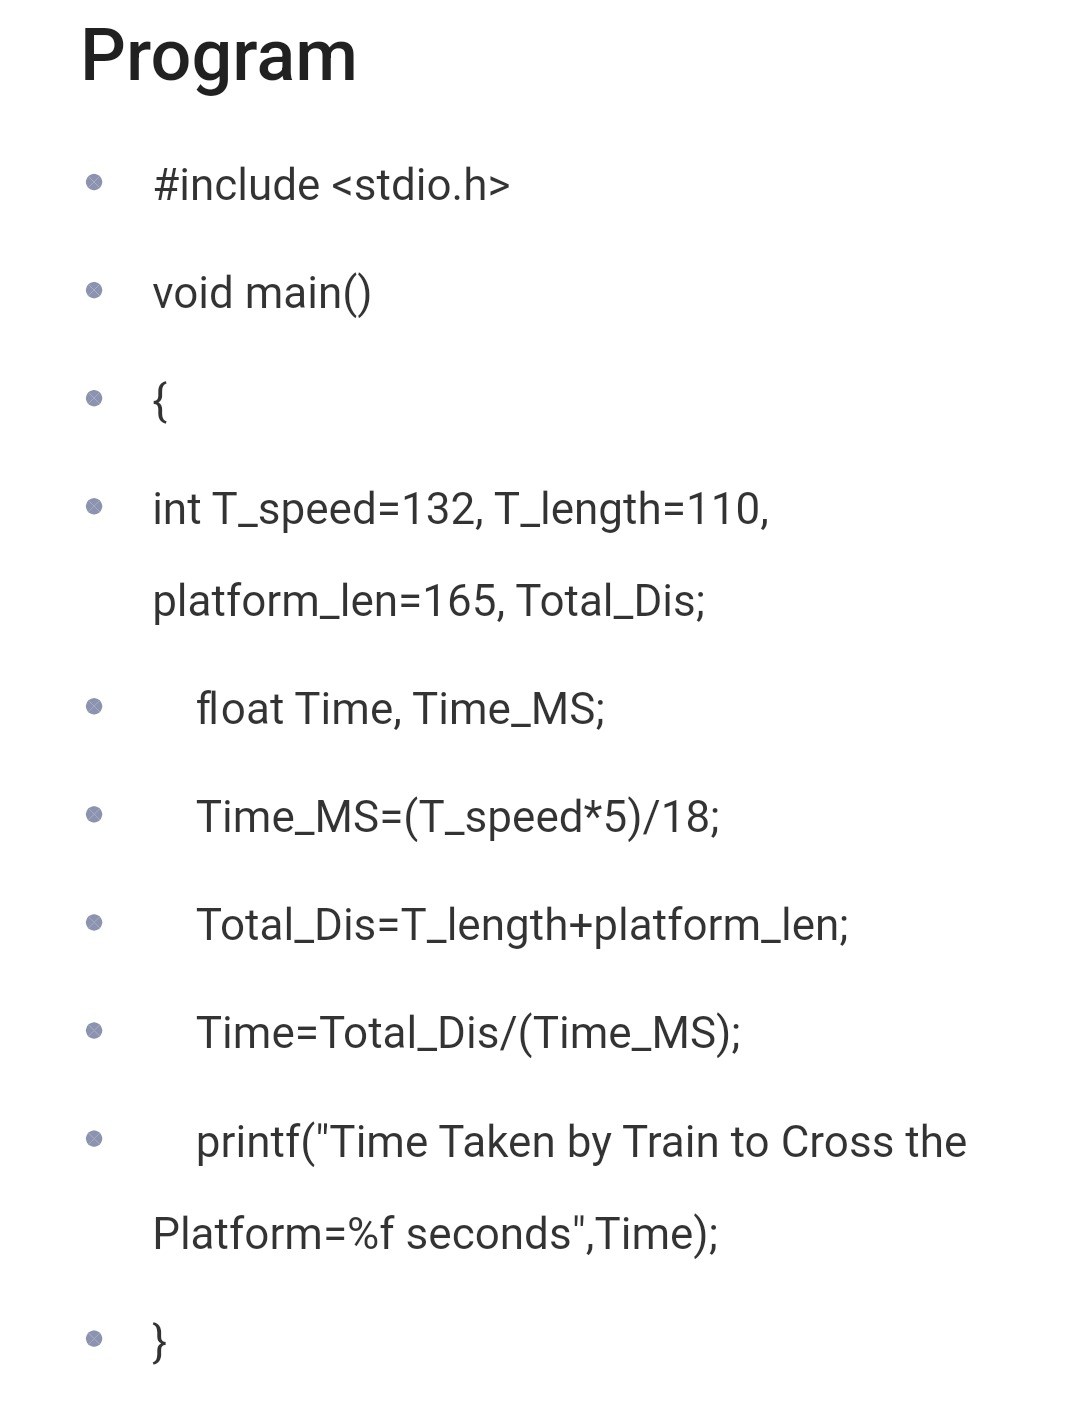 Program
#include <stdio.h>
void main()
{
int T_speed=132, T_length=110,
platform_len=165, Total_Dis;
float Time, Time_MS;
Time_MS=(T_speed*5)/18;
Total_Dis=T_length+platform_len;
Time=Total_Dis/(Time_MS);
printf("Time Taken by Train to Cross the
Platform=%f seconds",Time);
}